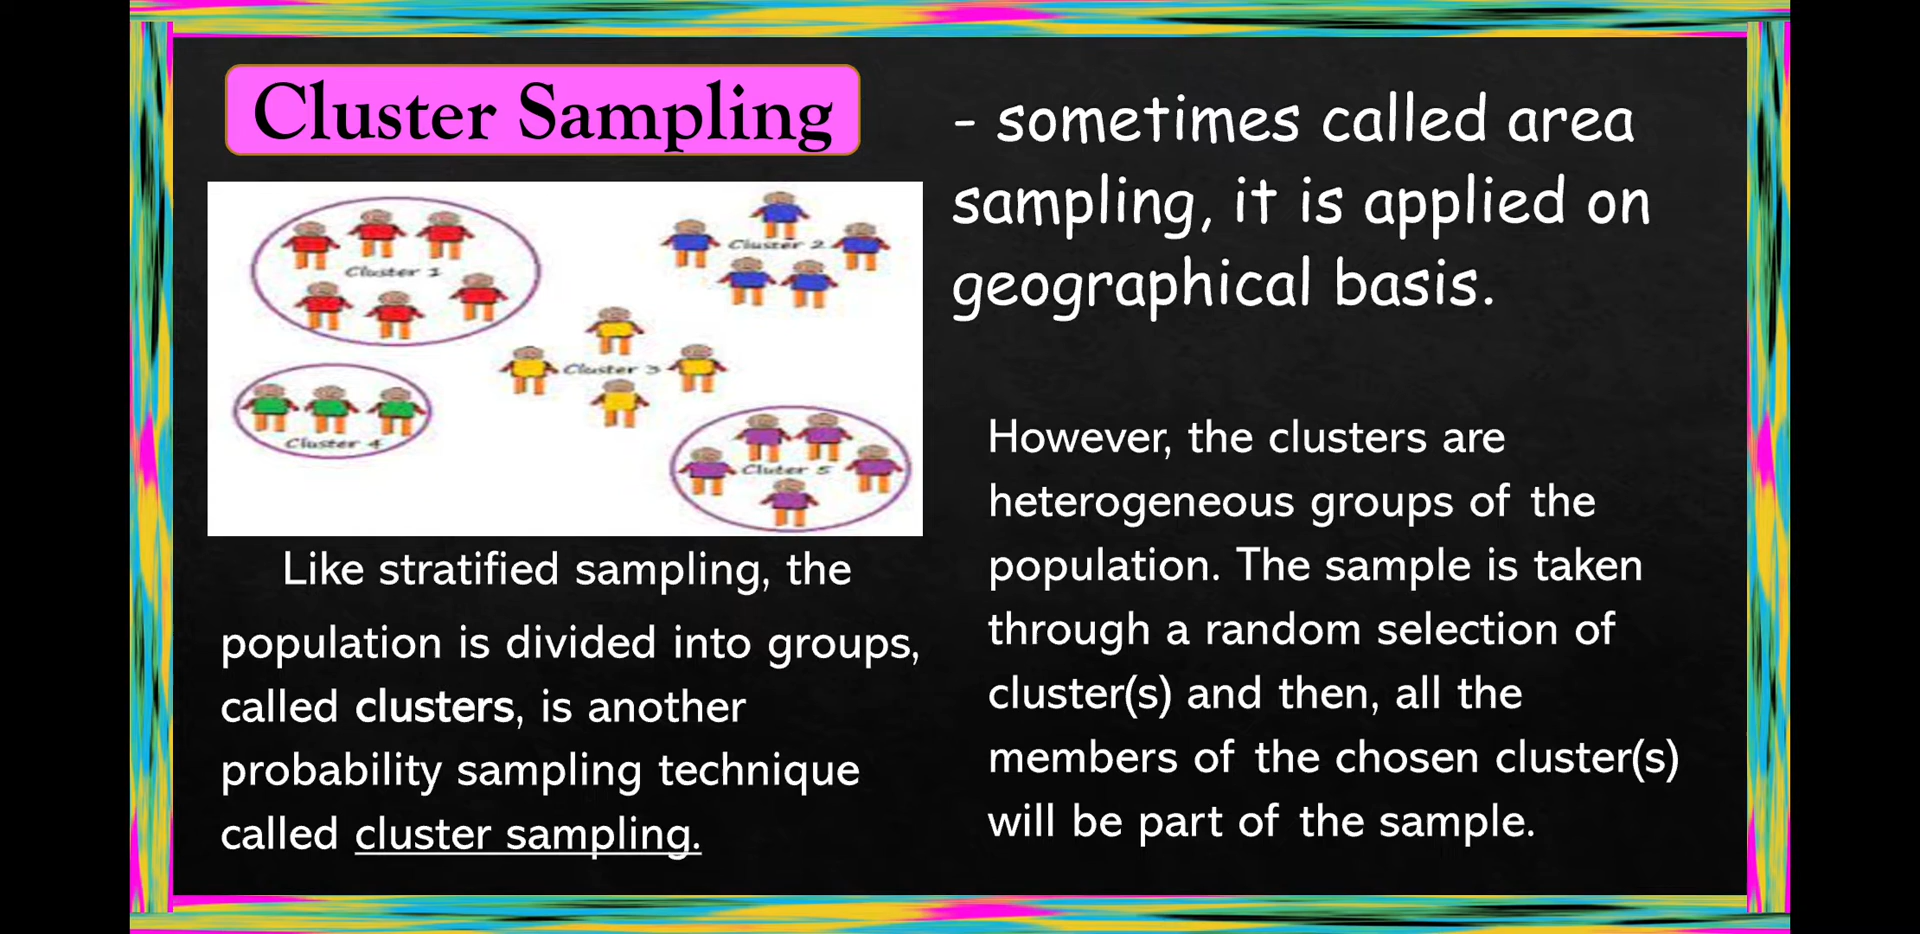 Cluster Sampling
Cluster 1
Cluster 2
Cluster 3
Cluster 4
Cluter 5
Like stratified sampling, the
population is divided into groups,
called clusters, is another
probability sampling technique
called cluster sampling.
- sometimes called area
sampling, it is applied on
geographical basis.
However, the clusters are
heterogeneous groups of the
population. The sample is taken
through a random selection of
cluster(s) and then, all the
members of the chosen cluster(s)
will be part of the sample.